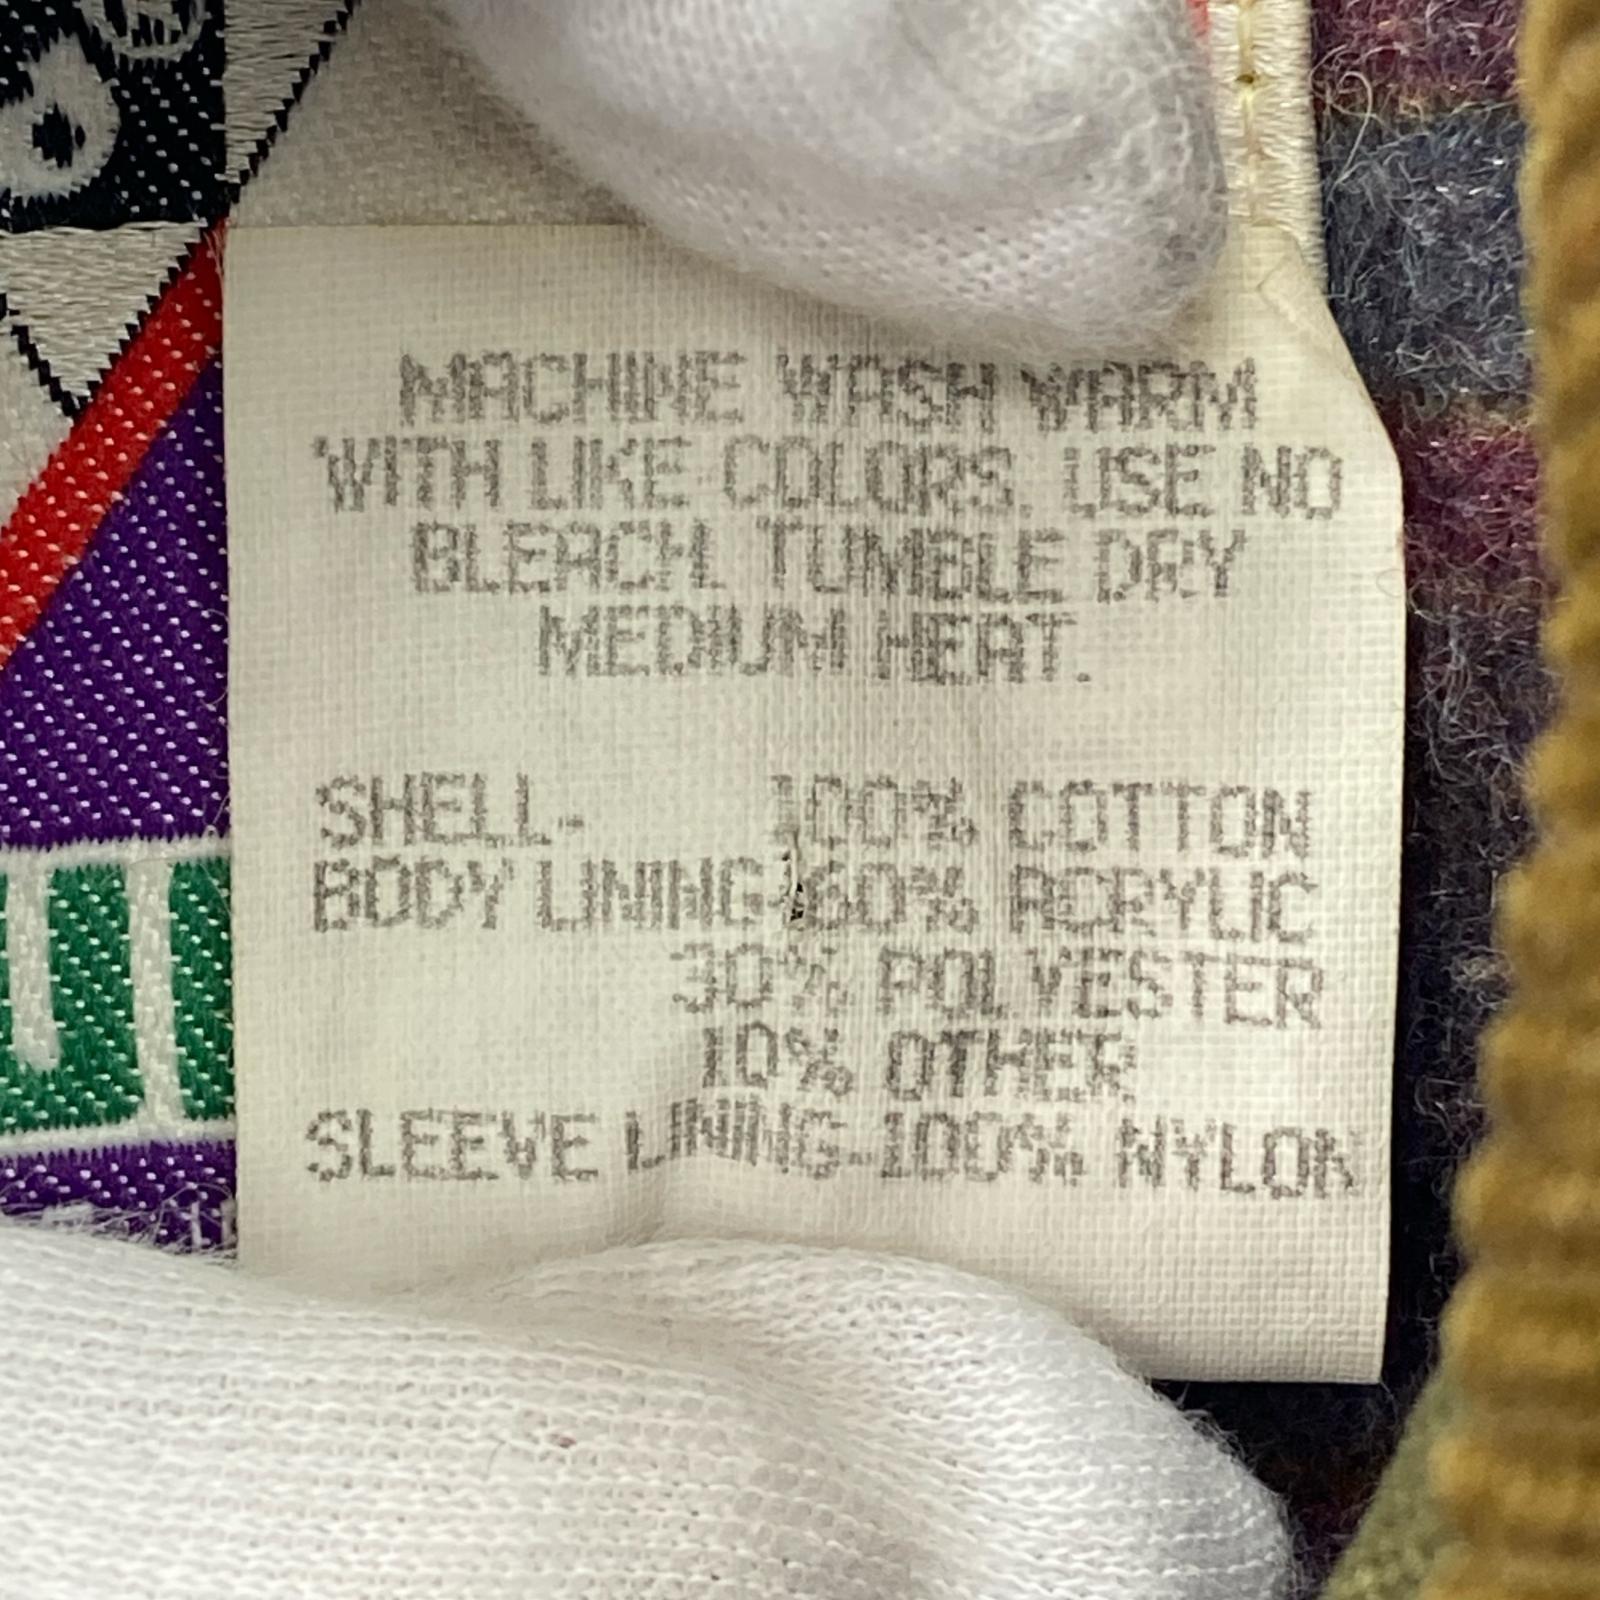 MACHINE WASH WARM
WITH LIKE COLORS. USE NO
BLEACH. TUMBLE DRY
MEDIUM HEAT.
SHELL- 100% COTTON
BODY LINING-60% ACRYLIC
30% POLYESTER
10% OTHER
SLEEVE LINING-100% NYLON